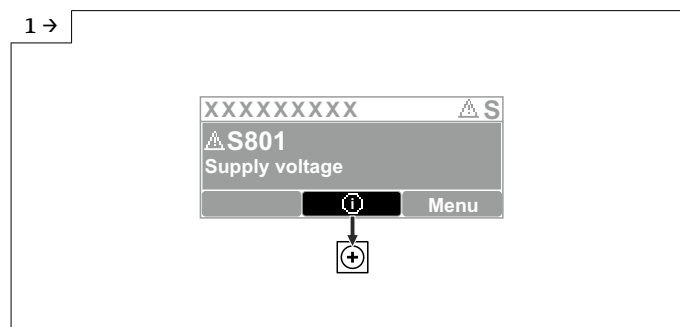 1 →
XXXXXXXXX ⚠ S
⚠S801
Supply voltage
ⓘ Menu
⊕